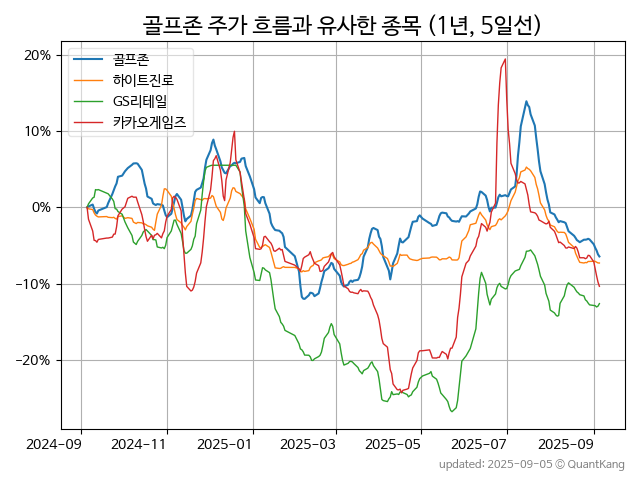 골프존 주가 흐름과 유사한 종목 (1년, 5일선)
골프존
하이트진로
GS리테일
카카오게임즈
20%
10%
0%
−10%
−20%
2024-09 2024-11 2025-01 2025-03 2025-05 2025-07 2025-09
updated: 2025-09-05 © QuantKang